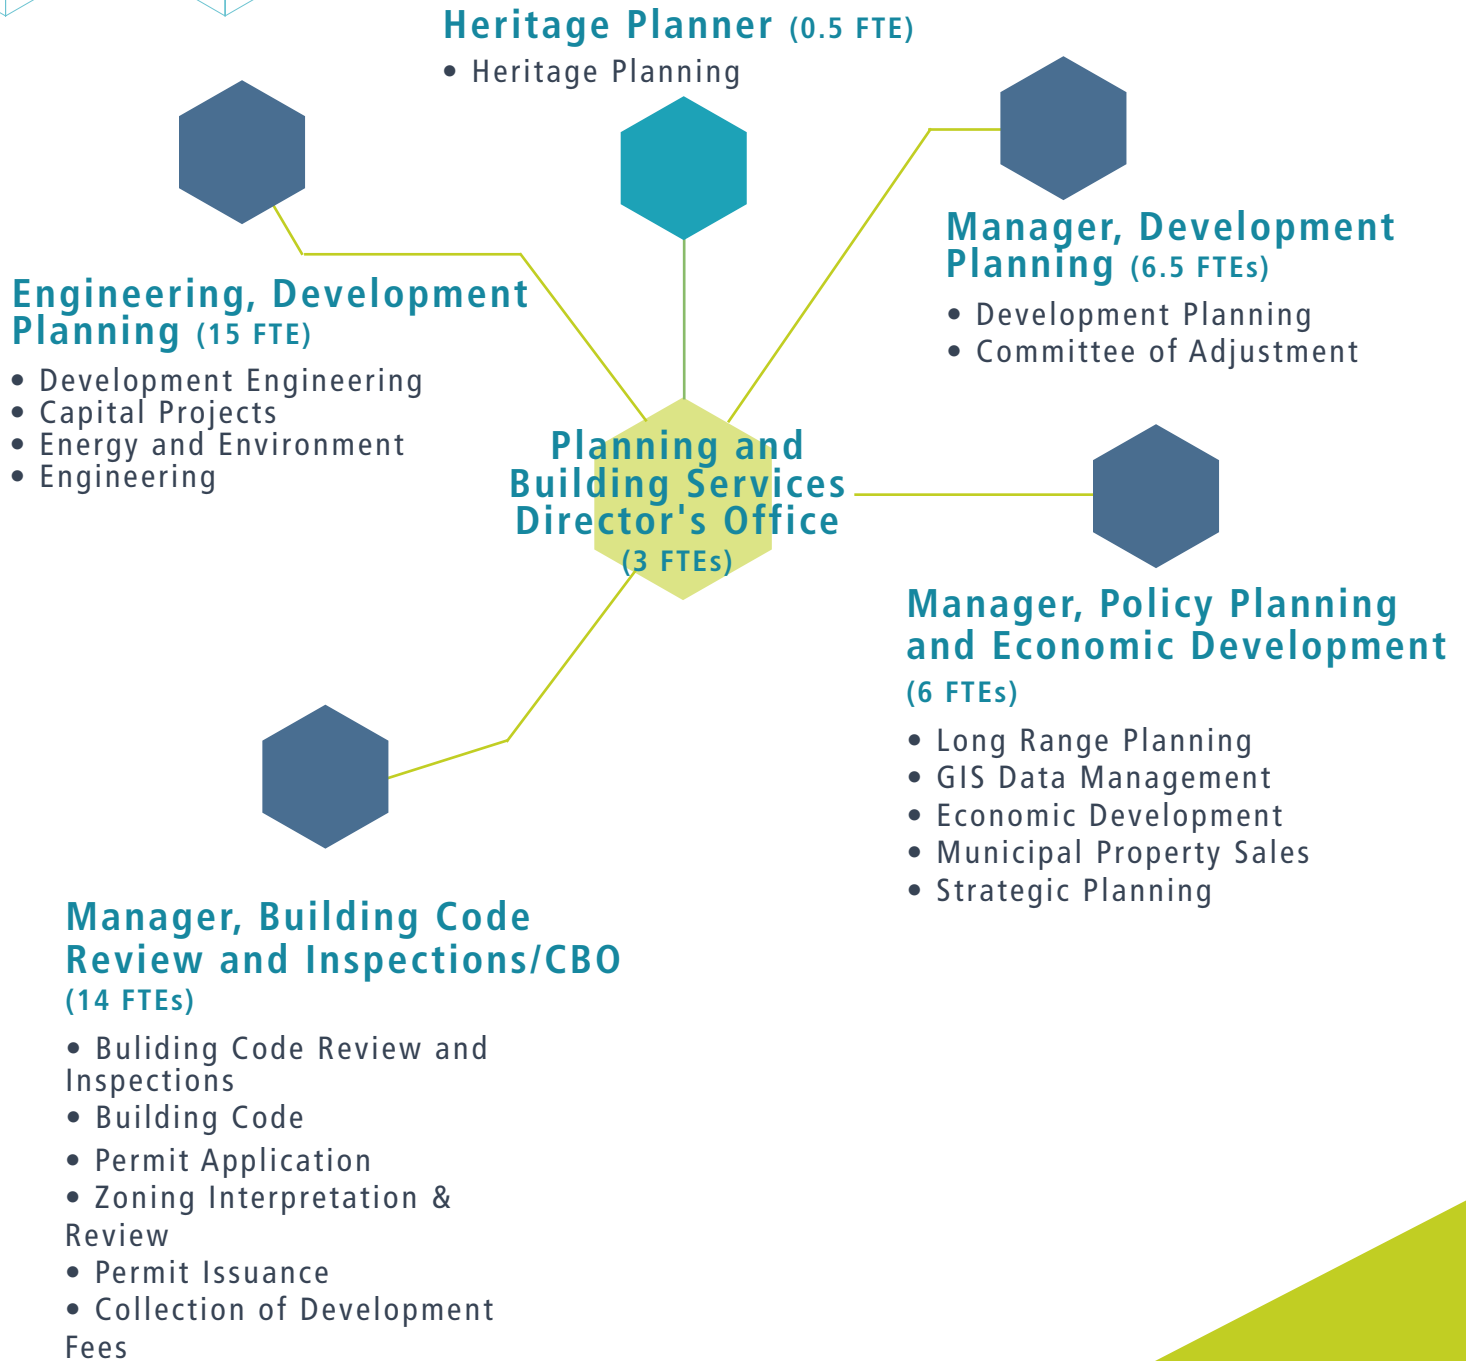 Heritage Planner (0.5 FTE)
• Heritage Planning
Engineering, Development
Planning (15 FTE)
• Development Engineering
• Capital Projects
• Energy and Environment
• Engineering
Manager, Development
Planning (6.5 FTEs)
• Development Planning
• Committee of Adjustment
Planning and
Building Services
Director's Office
(3 FTEs)
Manager, Policy Planning
and Economic Development
(6 FTEs)
• Long Range Planning
• GIS Data Management
• Economic Development
• Municipal Property Sales
• Strategic Planning
Manager, Building Code
Review and Inspections/CBO
(14 FTEs)
• Buliding Code Review and
Inspections
• Building Code
• Permit Application
• Zoning Interpretation &
Review
• Permit Issuance
• Collection of Development
Fees